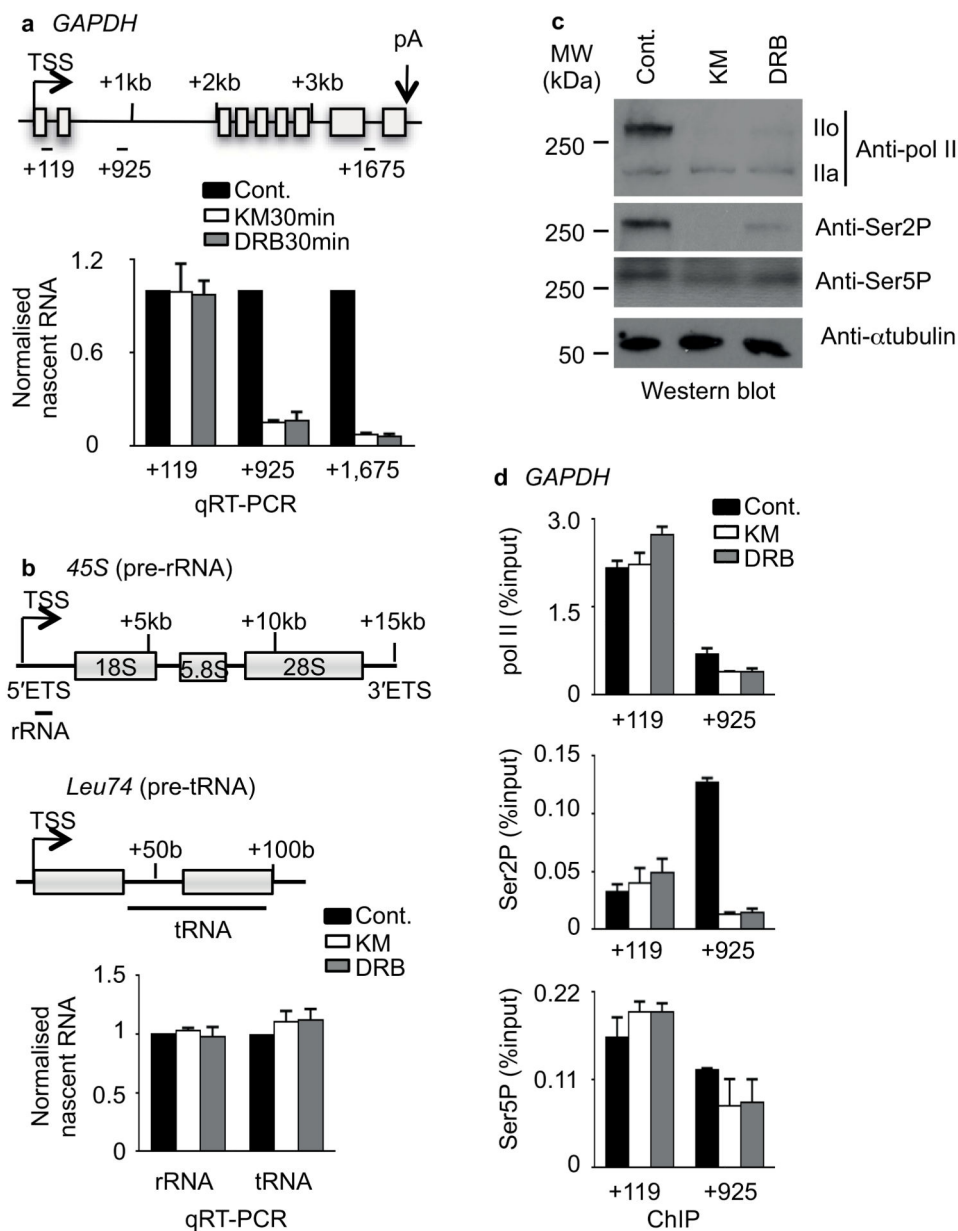 a GAPDH
TSS
+1kb
+2kb
+3kb
pA
+119
+925
+1675
Cont.
KM30min
DRB30min
Normalised
nascent RNA
1.2
0.6
0
+119
+925
+1,675
qRT-PCR
b 45S (pre-rRNA)
TSS
+5kb
+10kb
+15kb
18S
5.8S
28S
5′ETS
3′ETS
rRNA
Leu74 (pre-tRNA)
TSS
+50b
+100b
tRNA
Cont.
KM
DRB
Normalised
nascent RNA
1.5
1
0.5
0
rRNA
tRNA
qRT-PCR
c
MW
(kDa)
Cont.
KM
DRB
250
IIo
IIa
Anti-pol II
250
Anti-Ser2P
250
Anti-Ser5P
50
Anti-αtubulin
Western blot
d GAPDH
Cont.
KM
DRB
pol II (%input)
3.0
1.5
0
+119
+925
Ser2P (%input)
0.15
0.05
0
+119
+925
Ser5P (%input)
0.22
0.11
0
+119
+925
ChIP